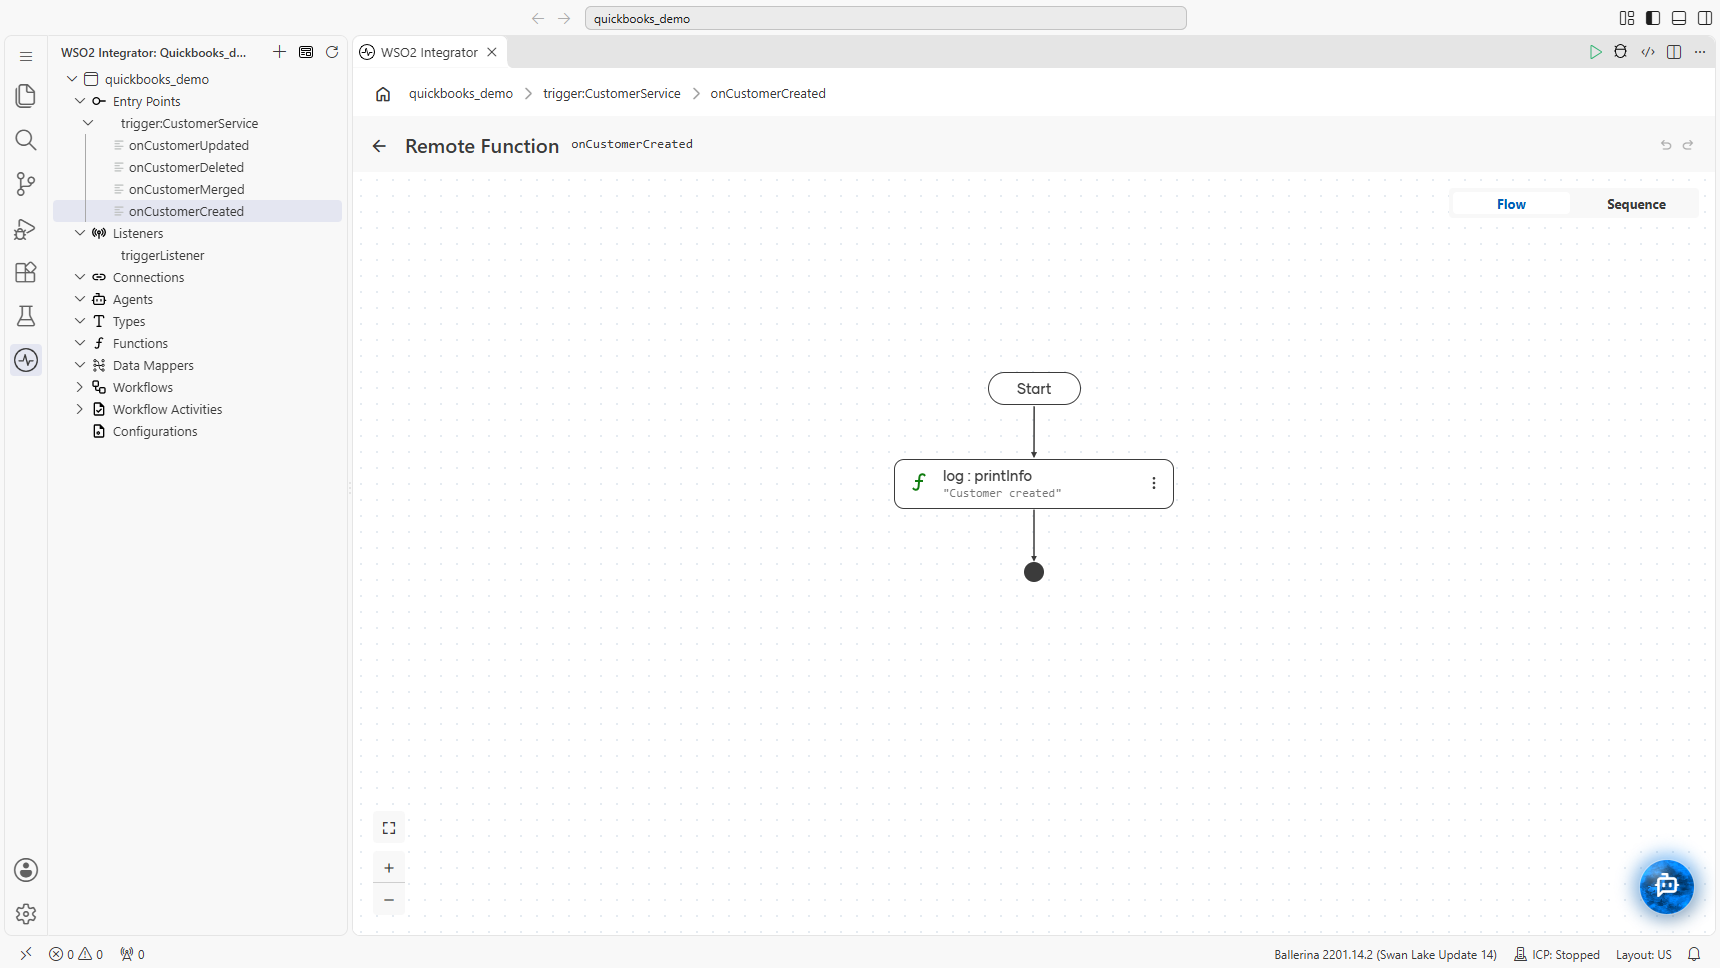 quickbooks_demo
WSO2 Integrator: Quickbooks_d...
quickbooks_demo
Entry Points
trigger:CustomerService
onCustomerUpdated
onCustomerDeleted
onCustomerMerged
onCustomerCreated
Listeners
triggerListener
Connections
Agents
Types
Functions
Data Mappers
Workflows
Workflow Activities
Configurations
WSO2 Integrator
quickbooks_demo > trigger:CustomerService > onCustomerCreated
Remote Function onCustomerCreated
Flow Sequence
Start
log : printInfo
"Customer created"
0 0 0
Ballerina 2201.14.2 (Swan Lake Update 14) ICP: Stopped Layout: US